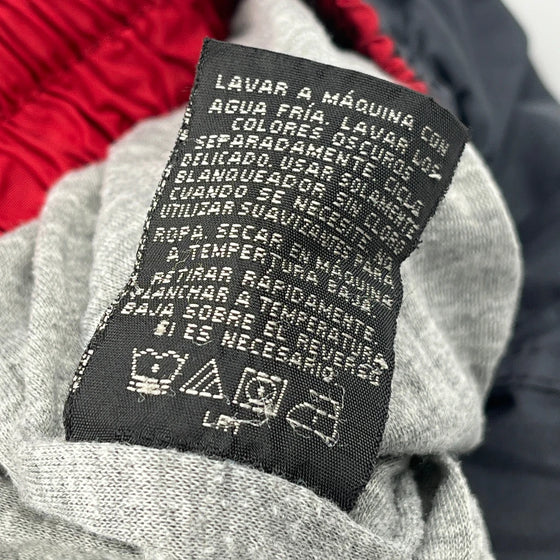 LAVAR A MÁQUINA CON
AGUA FRÍA. LAVAR LOS
COLORES OSCUROS
SEPARADAMENTE. CICLO
DELICADO. USAR SOLAMENTE
BLANQUEADOR SIN CLORO
CUANDO SE NECESITE. NO
UTILIZAR SUAVIZANTES PARA
ROPA. SECAR EN MÁQUINA
A TEMPERTURA BAJA.
RETIRAR RÁPIDAMENTE.
PLANCHAR A TEMPERATURA
BAJA SOBRE EL REVERSO
SI ES NECESARIO.